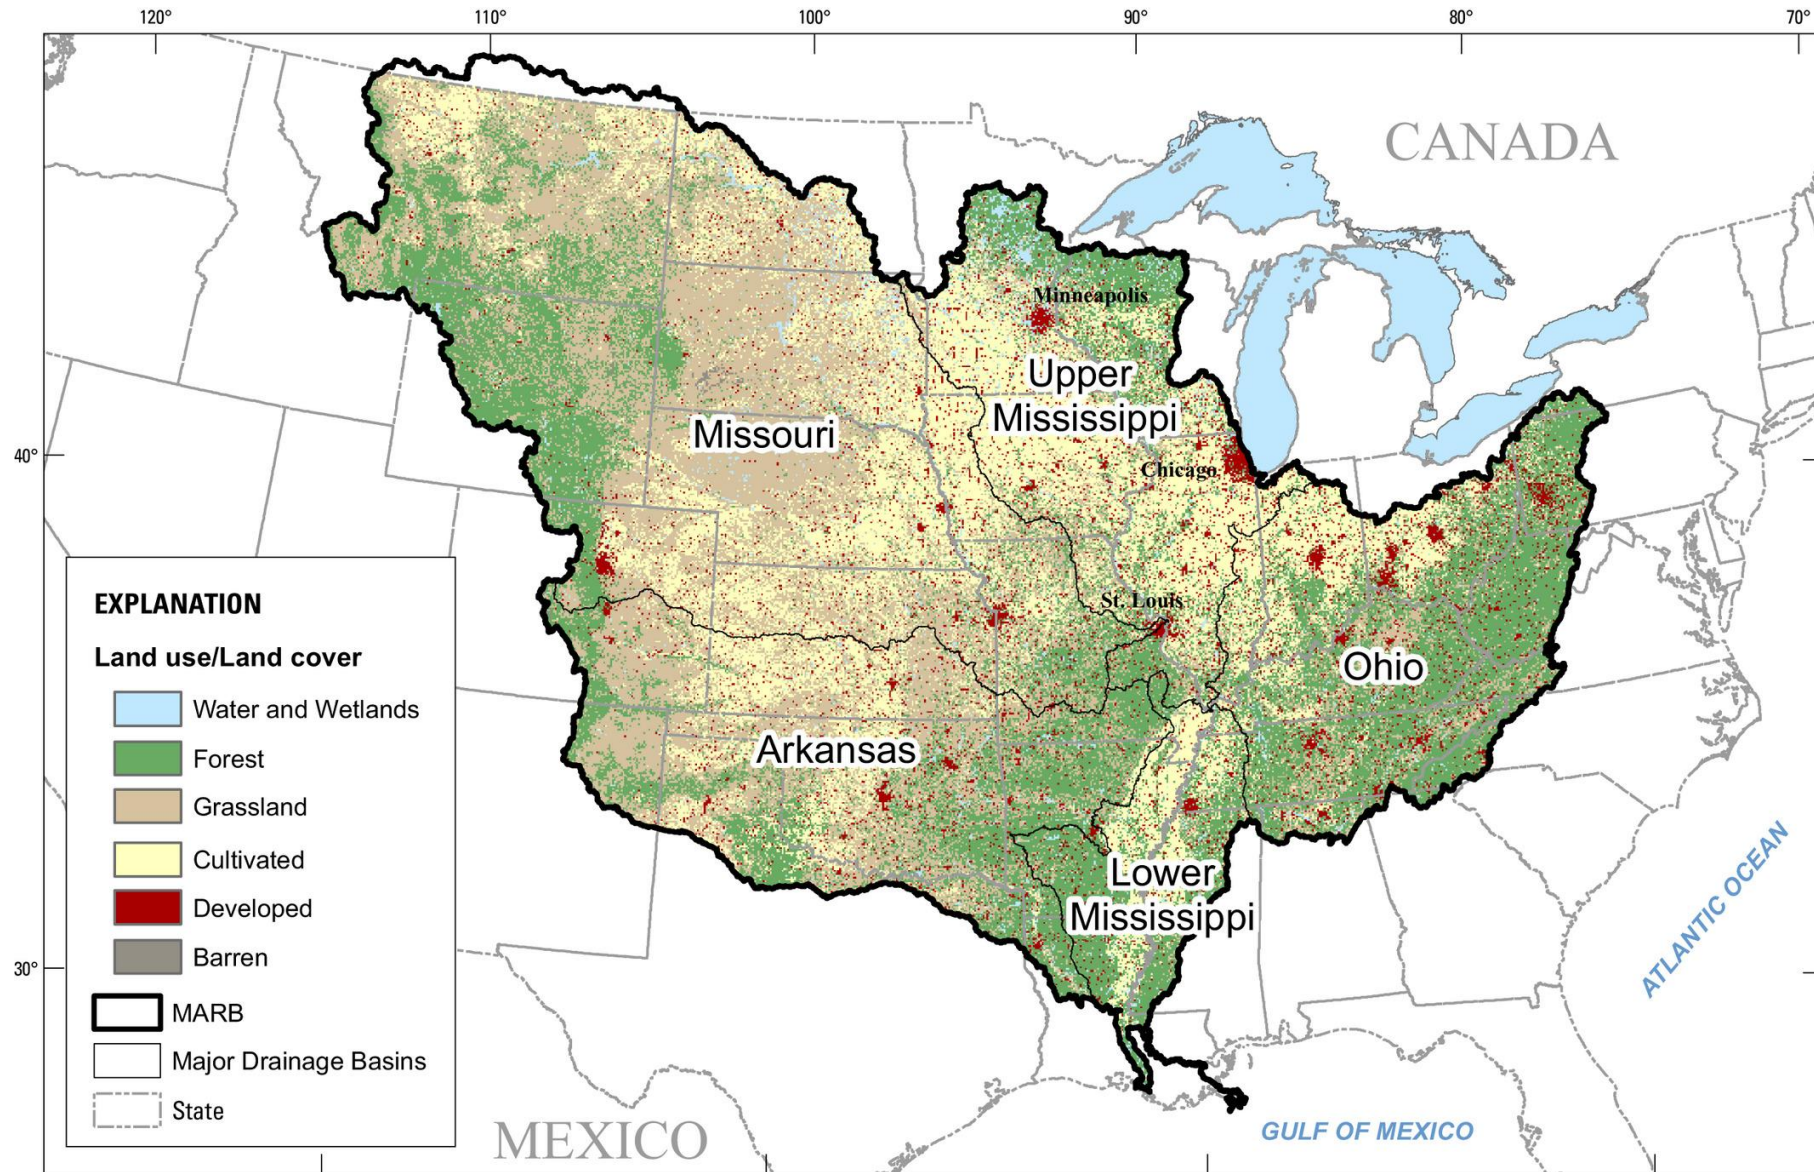 120°
110°
100°
90°
80°
70°
CANADA
Minneapolis
Upper
Mississippi
Missouri
40°
Chicago
St. Louis
Ohio
Arkansas
Lower
Mississippi
30°
ATLANTIC OCEAN
GULF OF MEXICO
MEXICO
EXPLANATION
Land use/Land cover
Water and Wetlands
Forest
Grassland
Cultivated
Developed
Barren
MARB
Major Drainage Basins
State